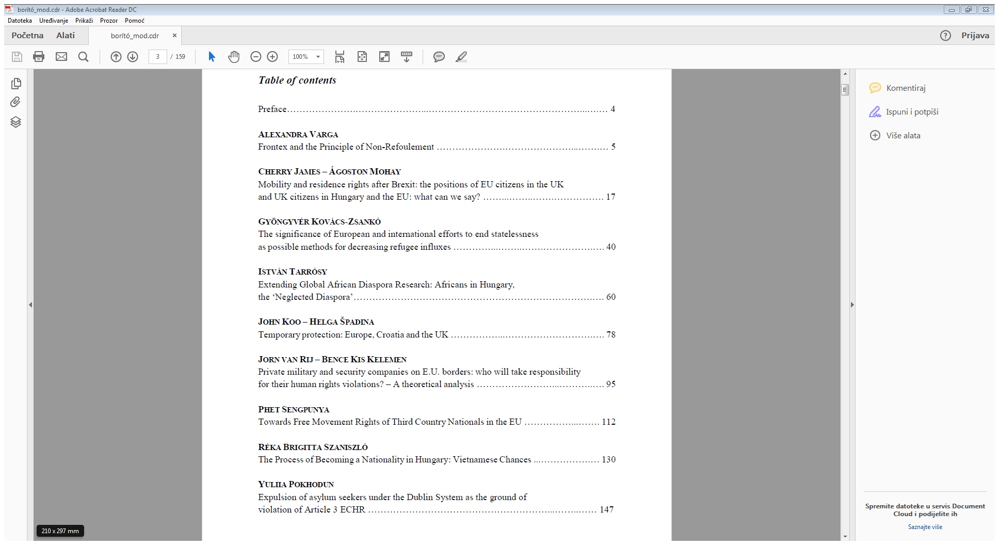 borító_mod.cdr - Adobe Acrobat Reader DC
Datoteka Uređivanje Prikaži Prozor Pomoć
Početna Alati borító_mod.cdr × ? Prijava
3 / 159 100%
Table of contents
Preface………………….…………………..…………………………………………..….… 4
ALEXANDRA VARGA
Frontex and the Principle of Non-Refoulement ………………….…………………...…….… 5
CHERRY JAMES – ÁGOSTON MOHAY
Mobility and residence rights after Brexit: the positions of EU citizens in the UK
and UK citizens in Hungary and the EU: what can we say? ……...……..…….…………….… 17
GYÖNGYVÉR KOVÁCS-ZSANKÓ
The significance of European and international efforts to end statelessness
as possible methods for decreasing refugee influxes …………...……..…….…………….…. 40
ISTVÁN TARRÓSY
Extending Global African Diaspora Research: Africans in Hungary,
the ‘Neglected Diaspora’………………………………………………………………….…. 60
JOHN KOO – HELGA ŠPADINA
Temporary protection: Europe, Croatia and the UK ……………...……………………….…. 78
JORN VAN RIJ – BENCE KIS KELEMEN
Private military and security companies on E.U. borders: who will take responsibility
for their human rights violations? – A theoretical analysis ……………………...………..…. 95
PHET SENGPUNYA
Towards Free Movement Rights of Third Country Nationals in the EU ……………...……. 112
RÉKA BRIGITTA SZANISZLÓ
The Process of Becoming a Nationality in Hungary: Vietnamese Chances ...…………….… 130
YULIIA POKHODUN
Expulsion of asylum seekers under the Dublin System as the ground of
violation of Article 3 ECHR …………………………………………………..……..…… 147
Komentiraj
Ispuni i potpiši
Više alata
Spremite datoteke u servis Document
Cloud i podijelite ih
Saznajte više
210 x 297 mm